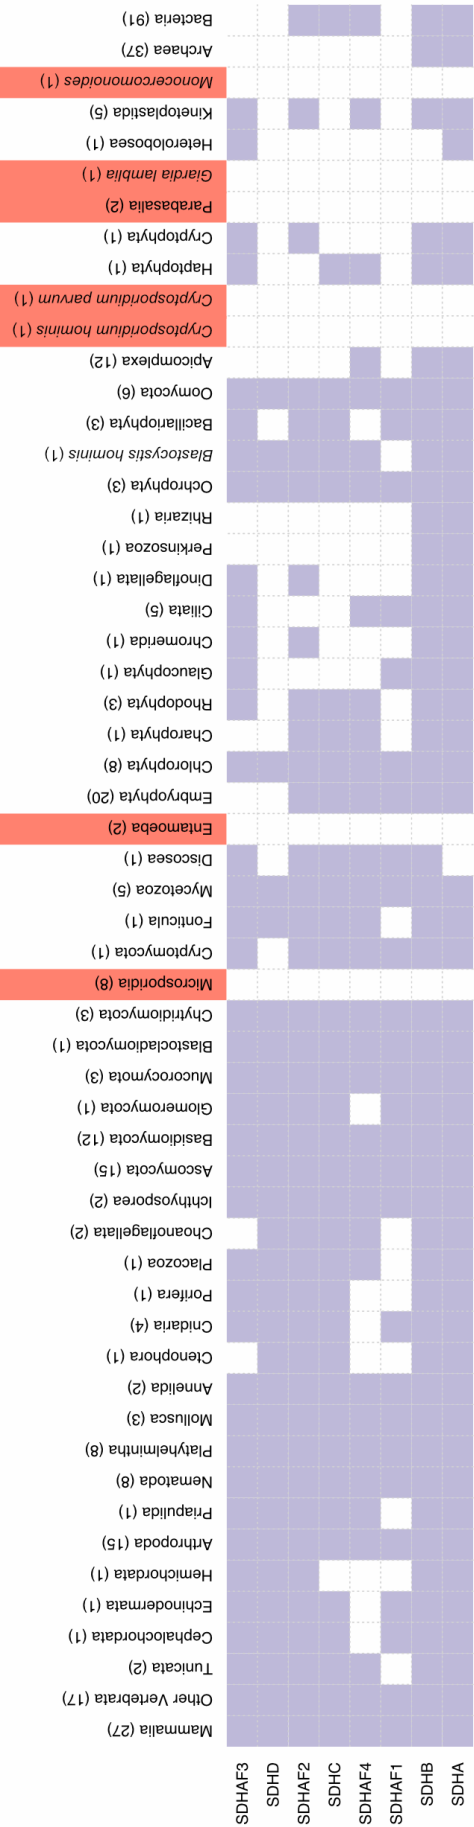 SDHA
SDHB
SDHAF1
SDHAF4
SDHC
SDHAF2
SDHD
SDHAF3
Mammalia (27)
Other Vertebrata (17)
Tunicata (2)
Cephalochordata (1)
Echinodermata (1)
Hemichordata (1)
Arthropoda (15)
Priapulida (1)
Nematoda (8)
Platyhelmintha (8)
Mollusca (3)
Annelida (2)
Ctenophora (1)
Cnidaria (4)
Porifera (1)
Placozoa (1)
Choanoflagellata (2)
Ichthyosporea (2)
Ascomycota (15)
Basidiomycota (12)
Glomeromycota (1)
Mucorocymota (3)
Blastocladiomycota (1)
Chytridiomycota (3)
Microsporidia (8)
Cryptomycota (1)
Fonticula (1)
Mycetozoa (5)
Discosea (1)
Entamoeba (2)
Embryophyta (20)
Chlorophyta (8)
Charophyta (1)
Rhodophyta (3)
Glaucophyta (1)
Chromerida (1)
Ciliata (5)
Dinoflagellata (1)
Perkinsozoa (1)
Rhizaria (1)
Ochrophyta (3)
Blastocystis hominis (1)
Bacillariophyta (3)
Oomycota (6)
Apicomplexa (12)
Cryptosporidium hominis (1)
Cryptosporidium parvum (1)
Haptophyta (1)
Cryptophyta (1)
Parabasalia (2)
Giardia lamblia (1)
Heterolobosea (1)
Kinetoplastida (5)
Monocercomonoides (1)
Archaea (37)
Bacteria (91)